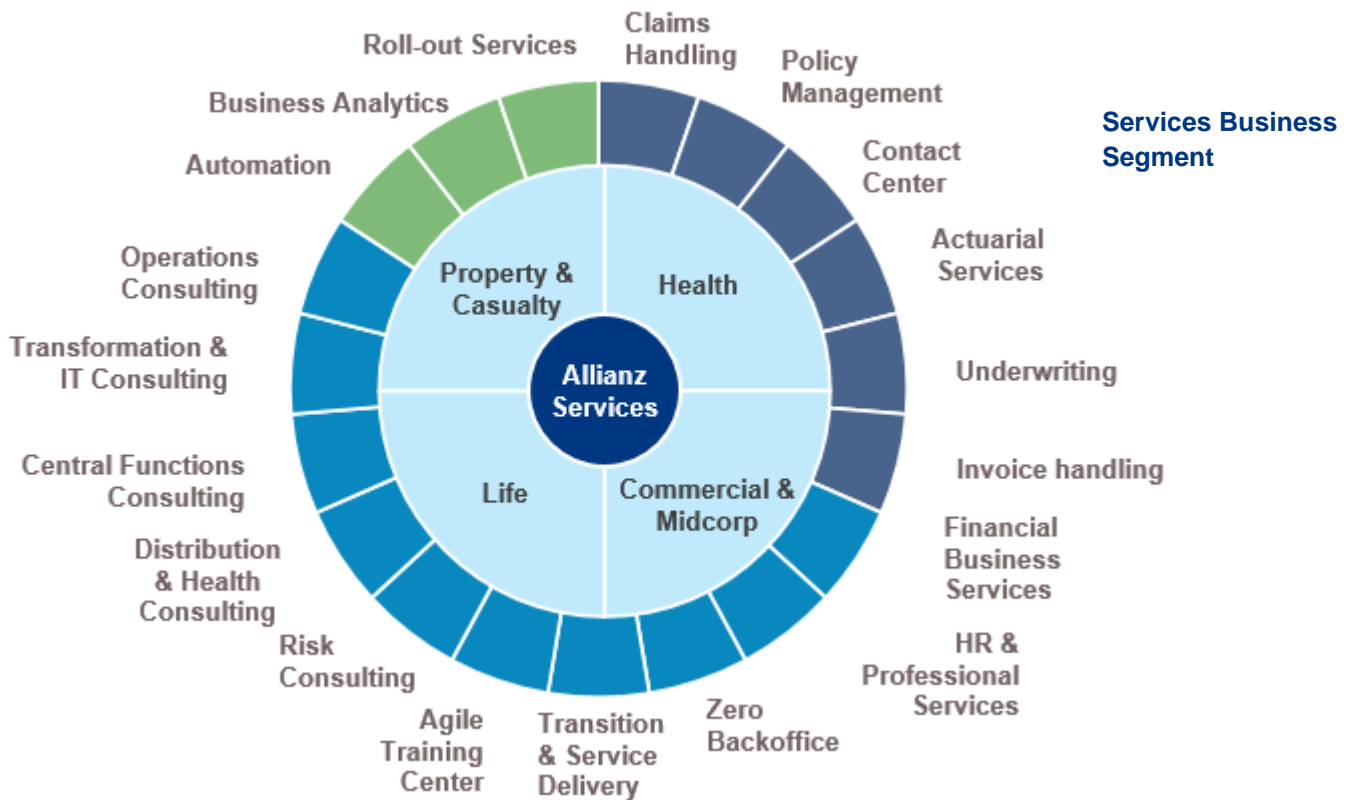 Claims
Handling
Policy
Management
Contact
Center
Actuarial
Services
Underwriting
Invoice handling
Financial
Business
Services
HR &
Professional
Services
Zero
Backoffice
Transition
& Service
Delivery
Agile
Training
Center
Risk
Consulting
Distribution
& Health
Consulting
Central Functions
Consulting
Transformation &
IT Consulting
Operations
Consulting
Automation
Business Analytics
Roll-out Services
Property &
Casualty
Health
Allianz
Services
Life
Commercial &
Midcorp
Services Business
Segment